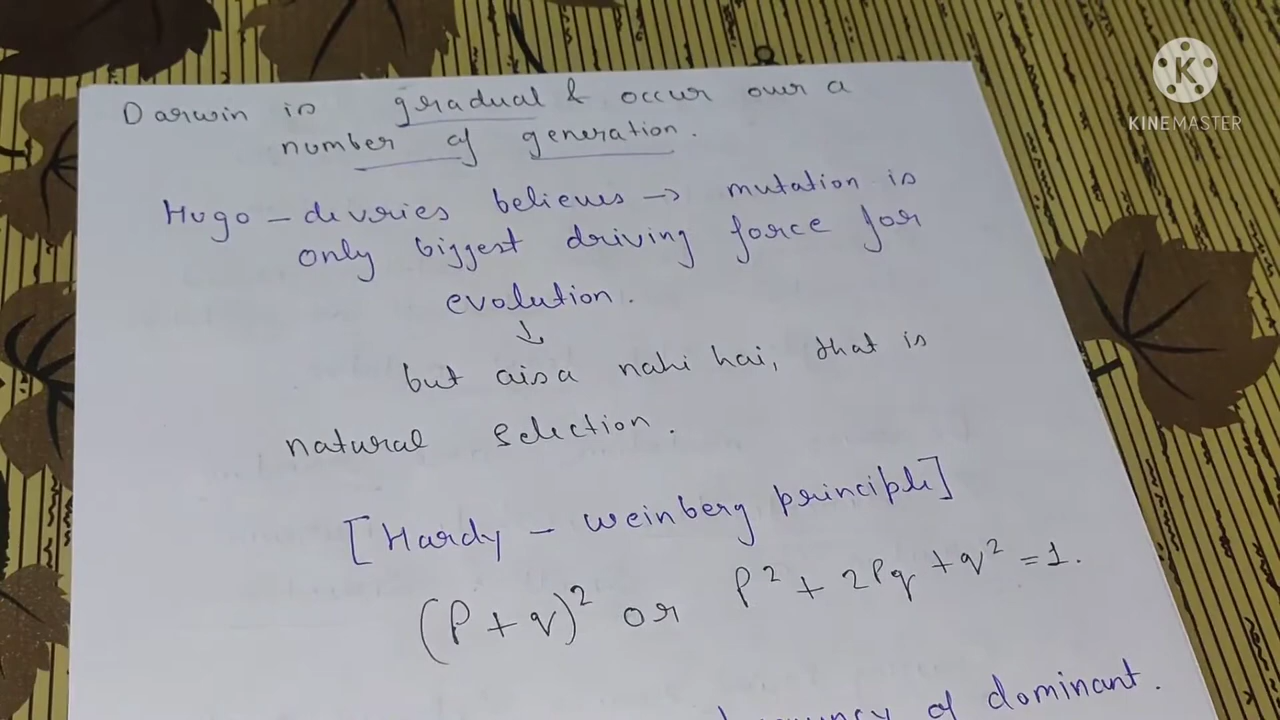 Darwin is gradual & occur over a
number of generation.
Hugo - devries believes → mutation is
only biggest driving force for
evolution.
↓
but aisa nahi hai, that is
natural selection.
[Hardy - weinberg principle]
(P + q)² or P² + 2Pq + q² = 1.
of dominant.
KINEMASTER